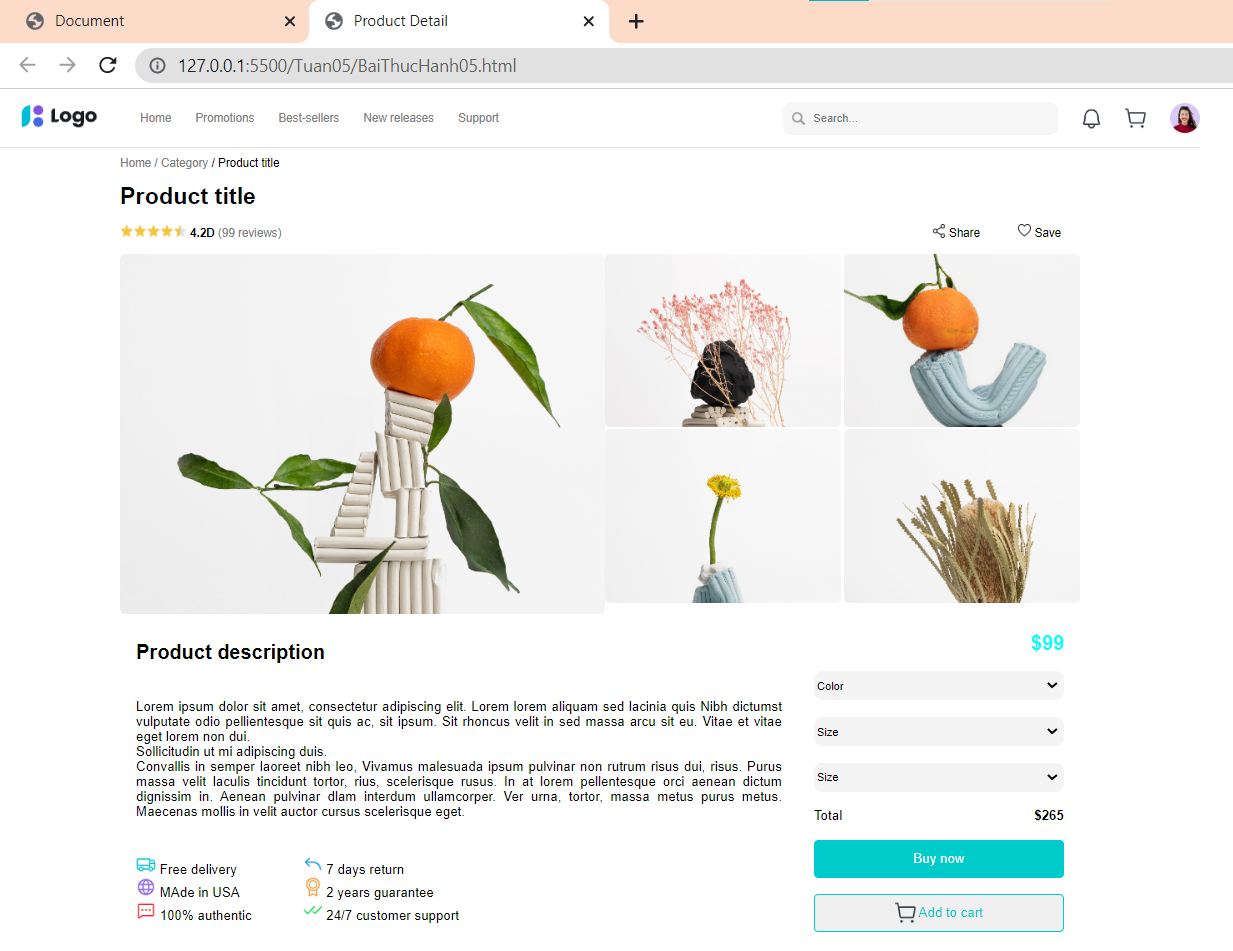 Document
Product Detail
127.0.0.1:5500/Tuan05/BaiThucHanh05.html
Logo
Home Promotions Best-sellers New releases Support
Search...
Home / Category / Product title
Product title
4.2D (99 reviews)
Share Save
Product description
Lorem ipsum dolor sit amet, consectetur adipiscing elit. Lorem lorem aliquam sed lacinia quis Nibh dictumst
vulputate odio pellientesque sit quis ac, sit ipsum. Sit rhoncus velit in sed massa arcu sit eu. Vitae et vitae
eget lorem non dui.
Sollicitudin ut mi adipiscing duis.
Convallis in semper laoreet nibh leo, Vivamus malesuada ipsum pulvinar non rutrum risus dui, risus. Purus
massa velit laculis tincidunt tortor, rius, scelerisque rusus. In at lorem pellentesque orci aenean dictum
dignissim in. Aenean pulvinar dlam interdum ullamcorper. Ver urna, tortor, massa metus purus metus.
Maecenas mollis in velit auctor cursus scelerisque eget.
Free delivery
MAde in USA
100% authentic
7 days return
2 years guarantee
24/7 customer support
$99
Color
Size
Size
Total $265
Buy now
Add to cart